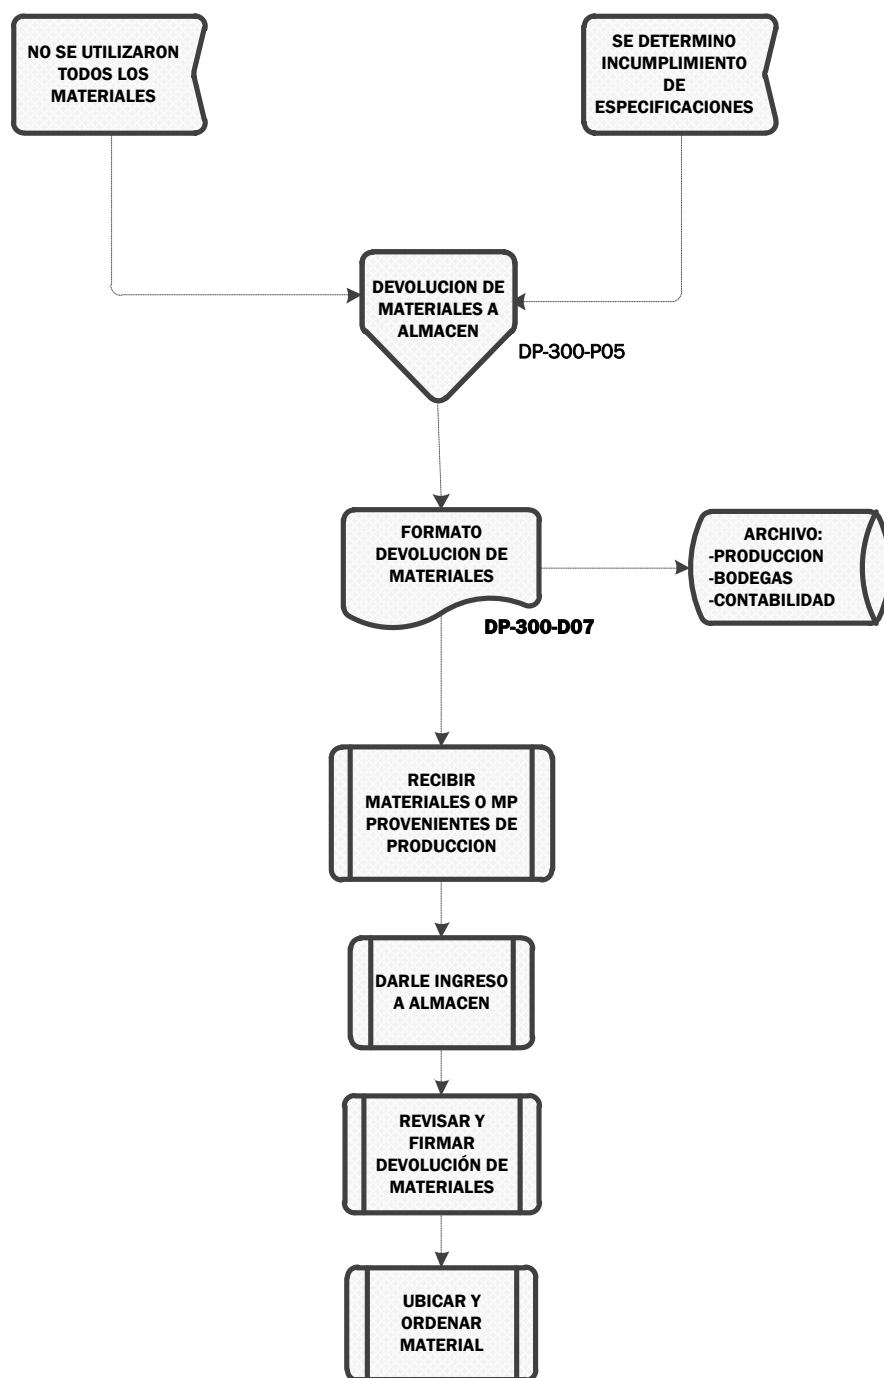 NO SE UTILIZARON
TODOS LOS
MATERIALES
SE DETERMINO
INCUMPLIMIENTO
DE
ESPECIFICACIONES
DEVOLUCION DE
MATERIALES A
ALMACEN
DP-300-P05
FORMATO
DEVOLUCION DE
MATERIALES
DP-300-D07
ARCHIVO:
-PRODUCCION
-BODEGAS
-CONTABILIDAD
RECIBIR
MATERIALES O MP
PROVENIENTES DE
PRODUCCION
DARLE INGRESO
A ALMACEN
REVISAR Y
FIRMAR
DEVOLUCIÓN DE
MATERIALES
UBICAR Y
ORDENAR
MATERIAL